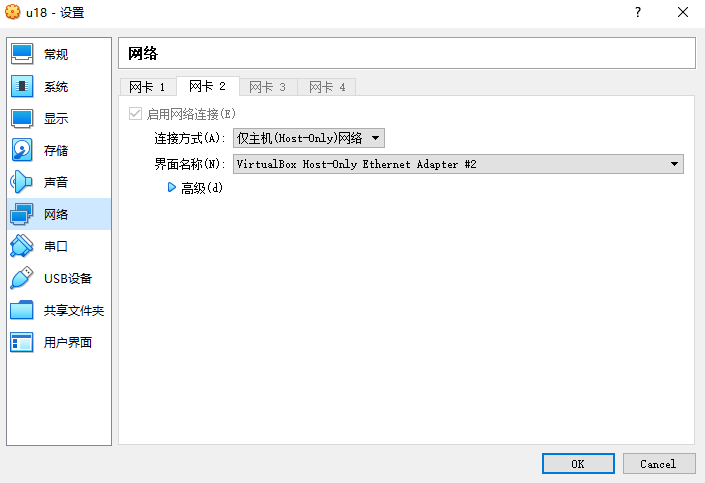 u18 - 设置
?
常规
系统
显示
存储
声音
网络
串口
USB设备
共享文件夹
用户界面
网络
网卡 1 网卡 2 网卡 3 网卡 4
启用网络连接(E)
连接方式(A): 仅主机(Host-Only)网络
界面名称(N): VirtualBox Host-Only Ethernet Adapter #2
高级(d)
OK Cancel